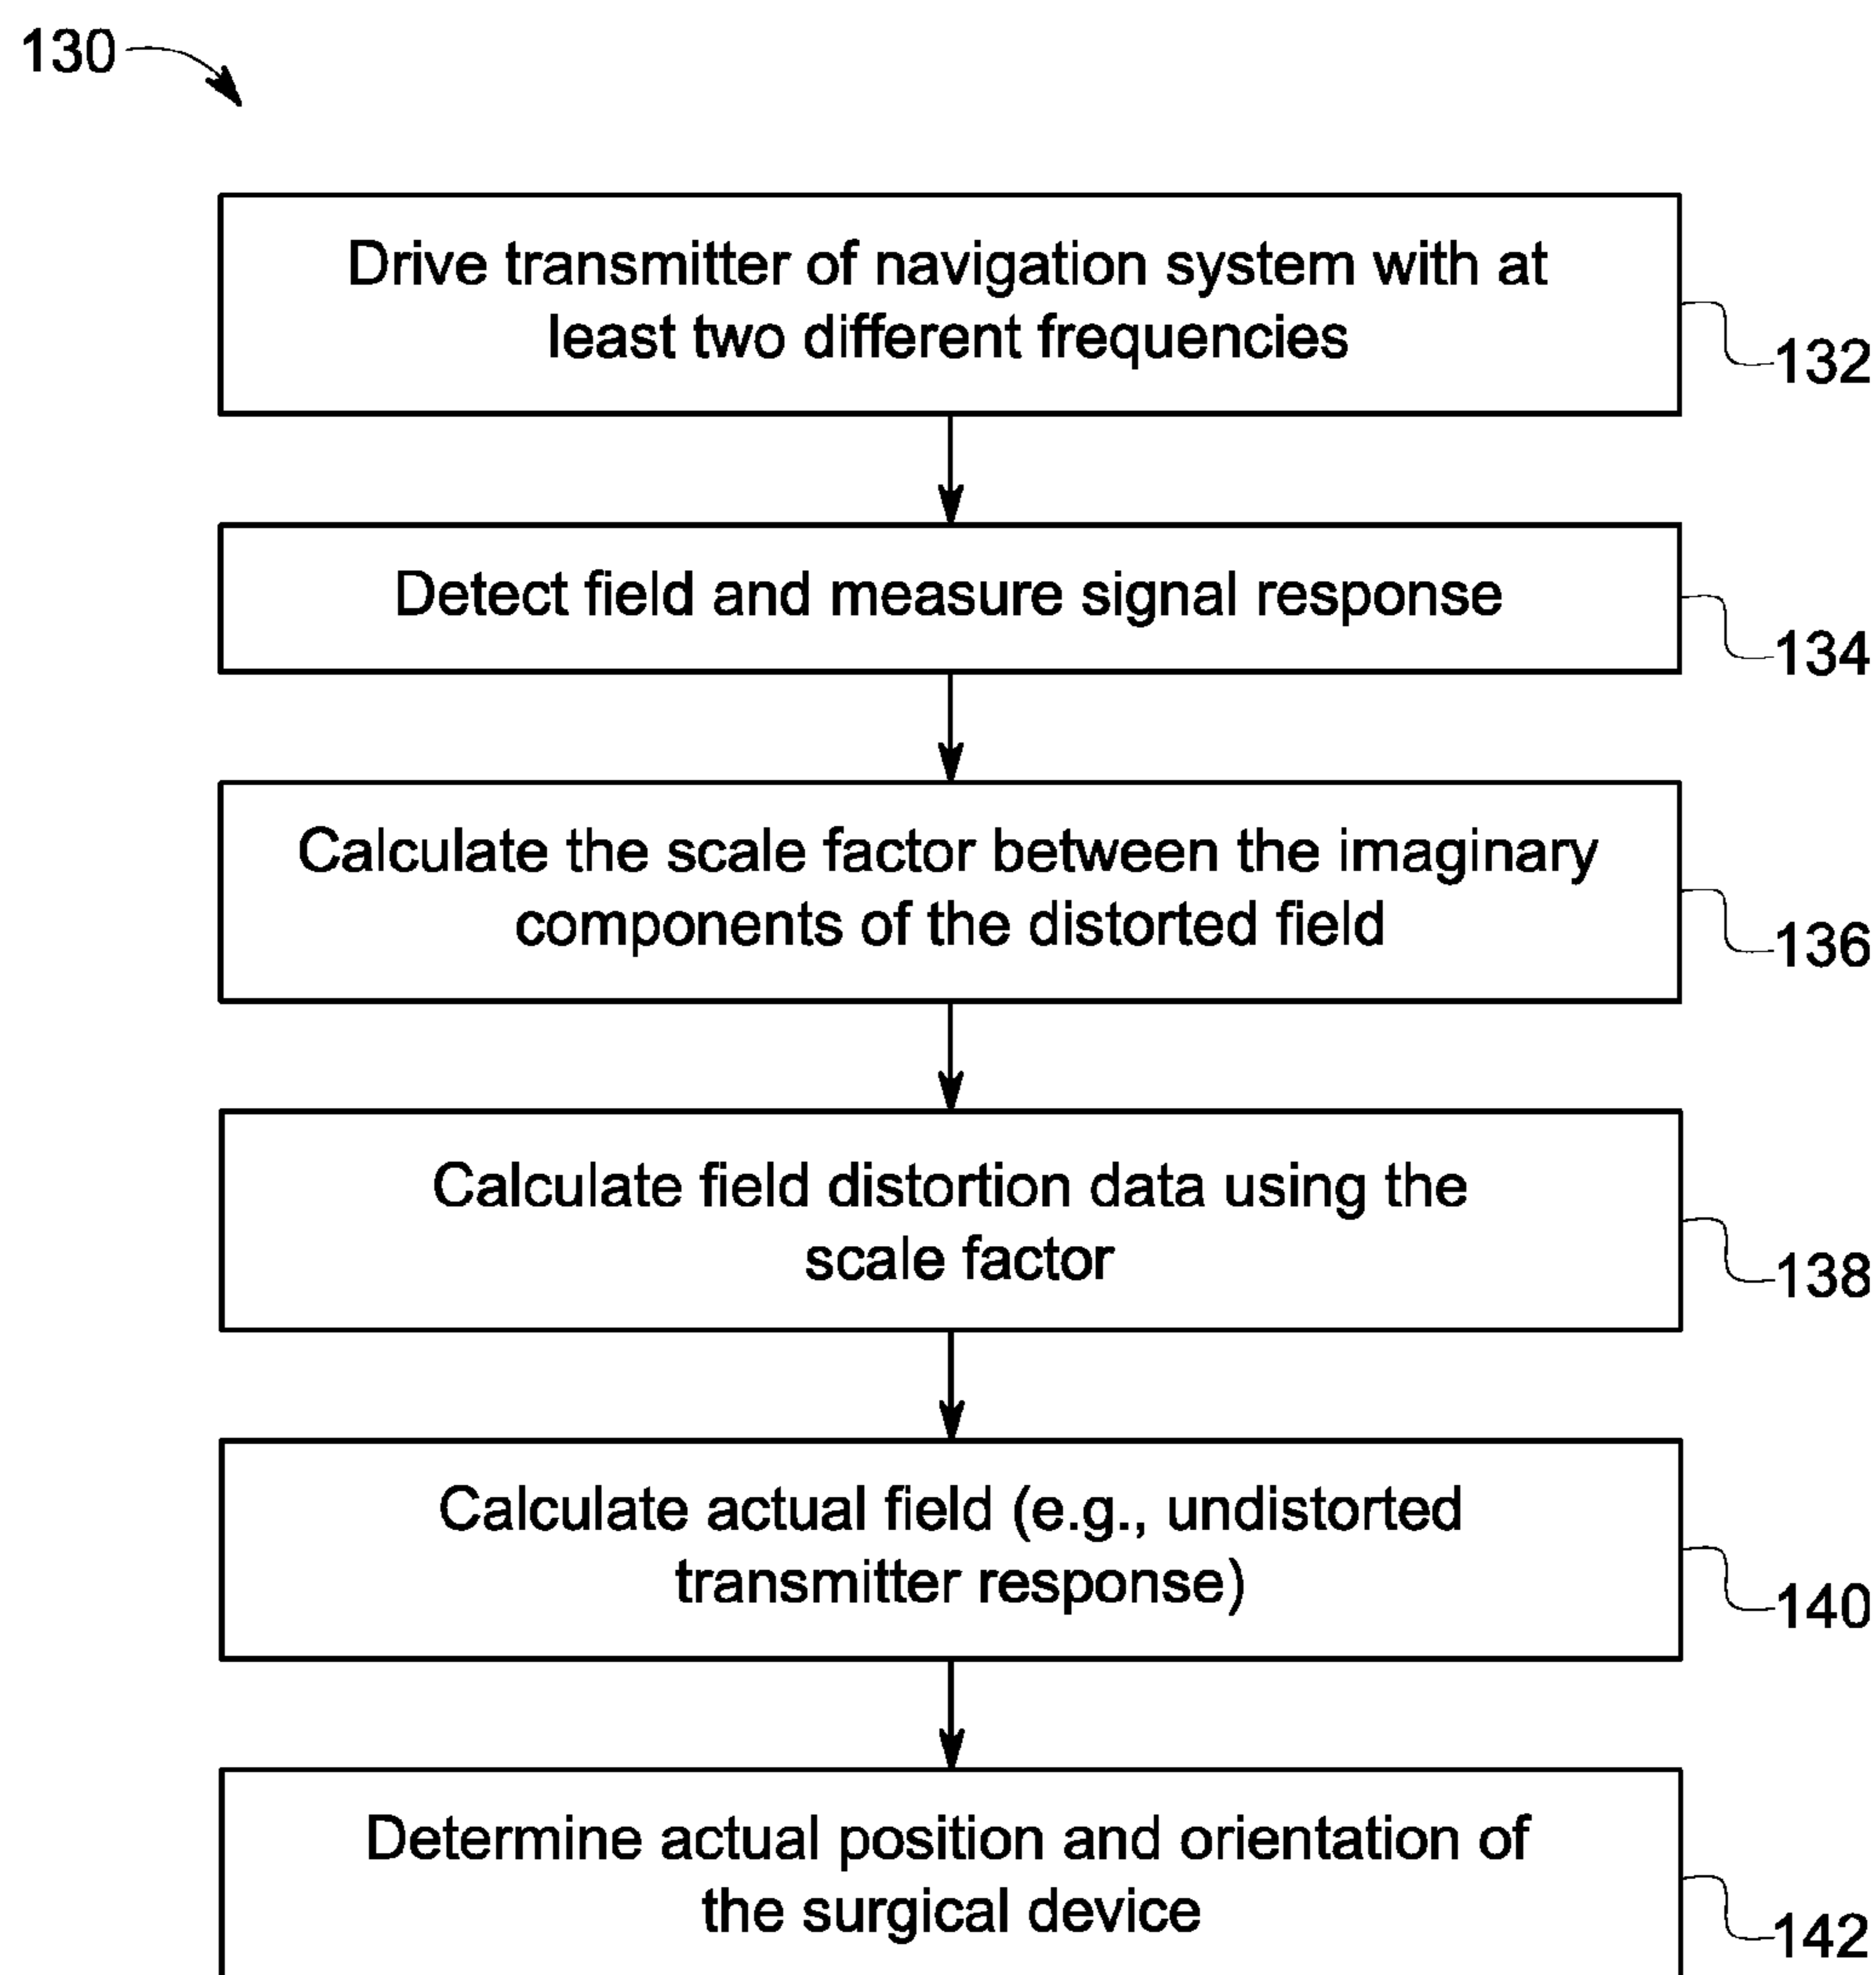 130
Drive transmitter of navigation system with at
least two different frequencies
132
Detect field and measure signal response
134
Calculate the scale factor between the imaginary
components of the distorted field
136
Calculate field distortion data using the
scale factor
138
Calculate actual field (e.g., undistorted
transmitter response)
140
Determine actual position and orientation of
the surgical device
142